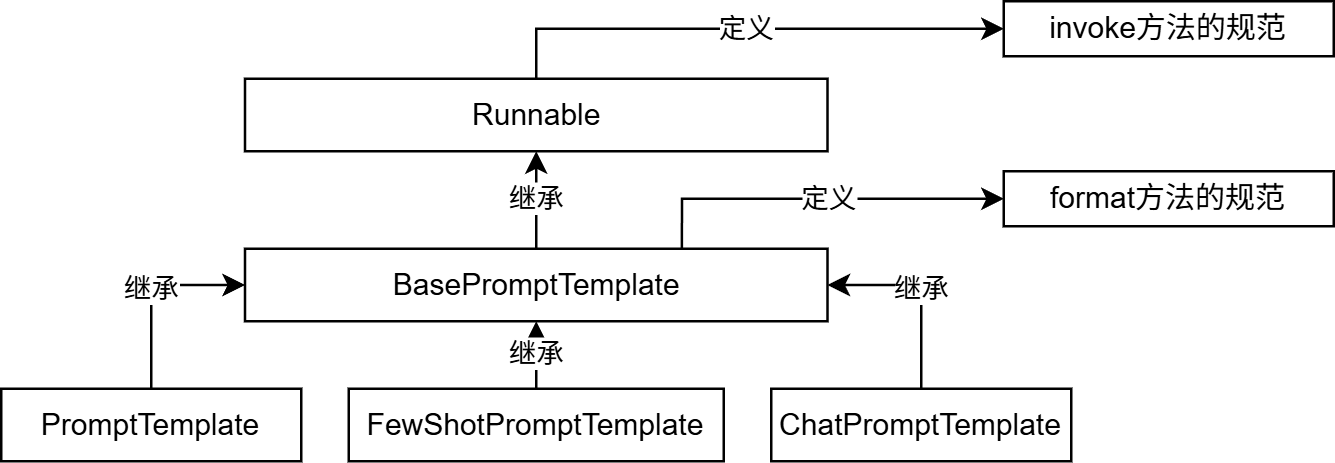 定义
invoke方法的规范
Runnable
继承
定义
format方法的规范
BasePromptTemplate
继承
继承
继承
PromptTemplate
FewShotPromptTemplate
ChatPromptTemplate